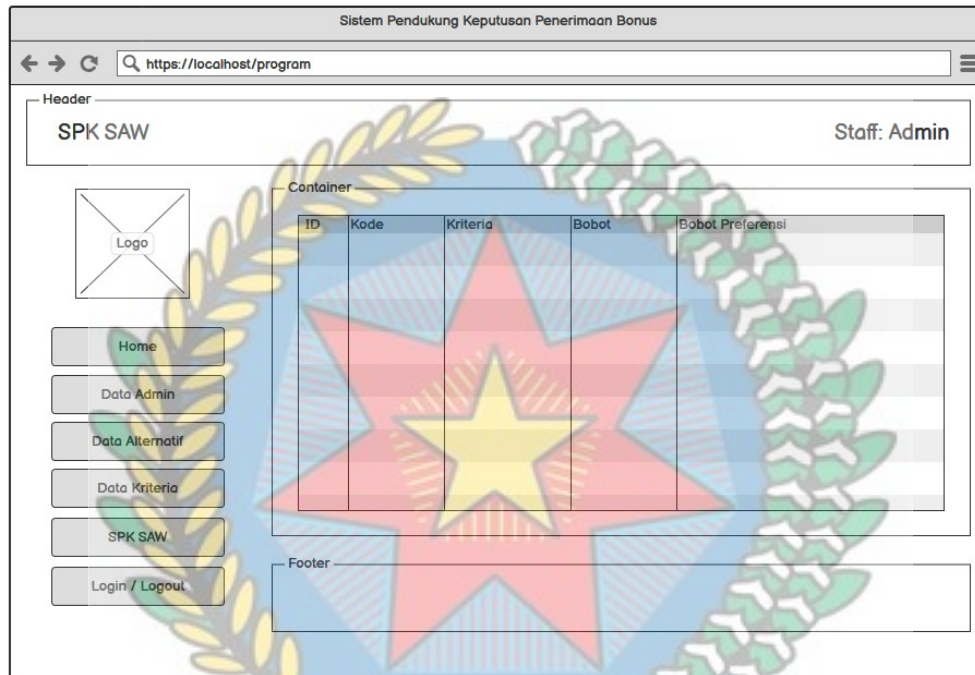 Sistem Pendukung Keputusan Penerimaan Bonus
https://localhost/program
Header
SPK SAW
Staff: Admin
Logo
Home
Data Admin
Data Alternatif
Data Kriteria
SPK SAW
Login / Logout
Container
ID Kode Kriteria Bobot Bobot Preferensi
Footer